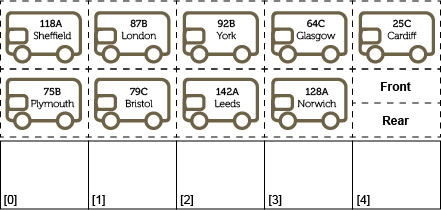 118A
Sheffield
87B
London
92B
York
64C
Glasgow
25C
Cardiff
75B
Plymouth
79C
Bristol
142A
Leeds
128A
Norwich
Front
Rear
[0]
[1]
[2]
[3]
[4]